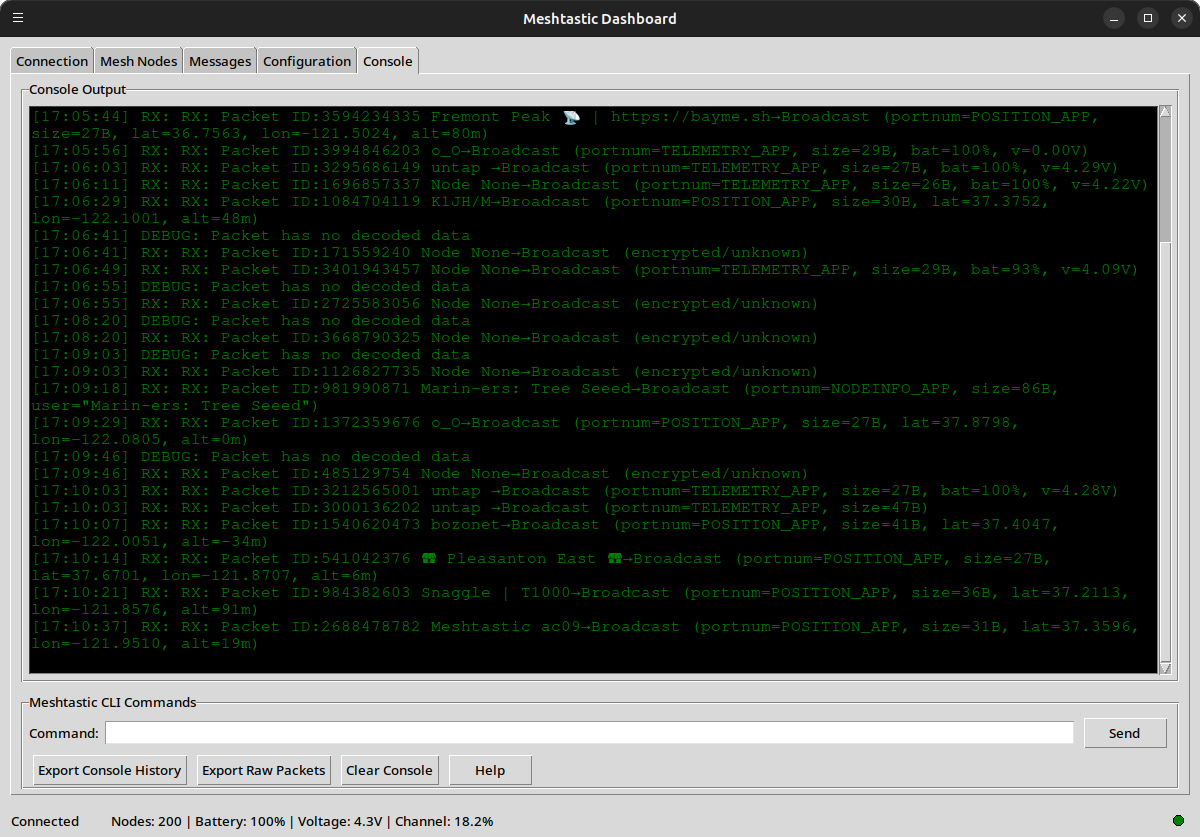 Meshtastic Dashboard
Connection
Mesh Nodes
Messages
Configuration
Console
Console Output
[17:05:44] RX: RX: Packet ID:3594234335 Fremont Peak 📡 | https://bayme.sh→Broadcast (portnum=POSITION_APP,
size=27B, lat=36.7563, lon=-121.5024, alt=80m)
[17:05:56] RX: RX: Packet ID:3994846203 o_O→Broadcast (portnum=TELEMETRY_APP, size=29B, bat=100%, v=0.00V)
[17:06:03] RX: RX: Packet ID:3295686149 untap →Broadcast (portnum=TELEMETRY_APP, size=27B, bat=100%, v=4.29V)
[17:06:11] RX: RX: Packet ID:1696857337 Node None→Broadcast (portnum=TELEMETRY_APP, size=26B, bat=100%, v=4.22V)
[17:06:29] RX: RX: Packet ID:1084704119 K1JH/M→Broadcast (portnum=POSITION_APP, size=30B, lat=37.3752,
lon=-122.1001, alt=48m)
[17:06:41] DEBUG: Packet has no decoded data
[17:06:41] RX: RX: Packet ID:171559240 Node None→Broadcast (encrypted/unknown)
[17:06:49] RX: RX: Packet ID:3401943457 Node None→Broadcast (portnum=TELEMETRY_APP, size=29B, bat=93%, v=4.09V)
[17:06:55] DEBUG: Packet has no decoded data
[17:06:55] RX: RX: Packet ID:2725583056 Node None→Broadcast (encrypted/unknown)
[17:08:20] DEBUG: Packet has no decoded data
[17:08:20] RX: RX: Packet ID:3668790325 Node None→Broadcast (encrypted/unknown)
[17:09:03] DEBUG: Packet has no decoded data
[17:09:03] RX: RX: Packet ID:1126827735 Node None→Broadcast (encrypted/unknown)
[17:09:18] RX: RX: Packet ID:981990871 Marin-ers: Tree Seeed→Broadcast (portnum=NODEINFO_APP, size=86B,
user="Marin-ers: Tree Seeed")
[17:09:29] RX: RX: Packet ID:1372359676 o_O→Broadcast (portnum=POSITION_APP, size=27B, lat=37.8798,
lon=-122.0805, alt=0m)
[17:09:46] DEBUG: Packet has no decoded data
[17:09:46] RX: RX: Packet ID:485129754 Node None→Broadcast (encrypted/unknown)
[17:10:03] RX: RX: Packet ID:3212565001 untap →Broadcast (portnum=TELEMETRY_APP, size=27B, bat=100%, v=4.28V)
[17:10:03] RX: RX: Packet ID:3000136202 untap →Broadcast (portnum=TELEMETRY_APP, size=47B)
[17:10:07] RX: RX: Packet ID:1540620473 bozonet→Broadcast (portnum=POSITION_APP, size=41B, lat=37.4047,
lon=-122.0051, alt=-34m)
[17:10:14] RX: RX: Packet ID:541042376 Pleasanton East →Broadcast (portnum=POSITION_APP, size=27B,
lat=37.6701, lon=-121.8707, alt=6m)
[17:10:21] RX: RX: Packet ID:984382603 Snaggle | T1000→Broadcast (portnum=POSITION_APP, size=36B, lat=37.2113,
lon=-121.8576, alt=91m)
[17:10:37] RX: RX: Packet ID:2688478782 Meshtastic ac09→Broadcast (portnum=POSITION_APP, size=31B, lat=37.3596,
lon=-121.9510, alt=19m)
Meshtastic CLI Commands
Command:
Send
Export Console History
Export Raw Packets
Clear Console
Help
Connected
Nodes: 200 | Battery: 100% | Voltage: 4.3V | Channel: 18.2%